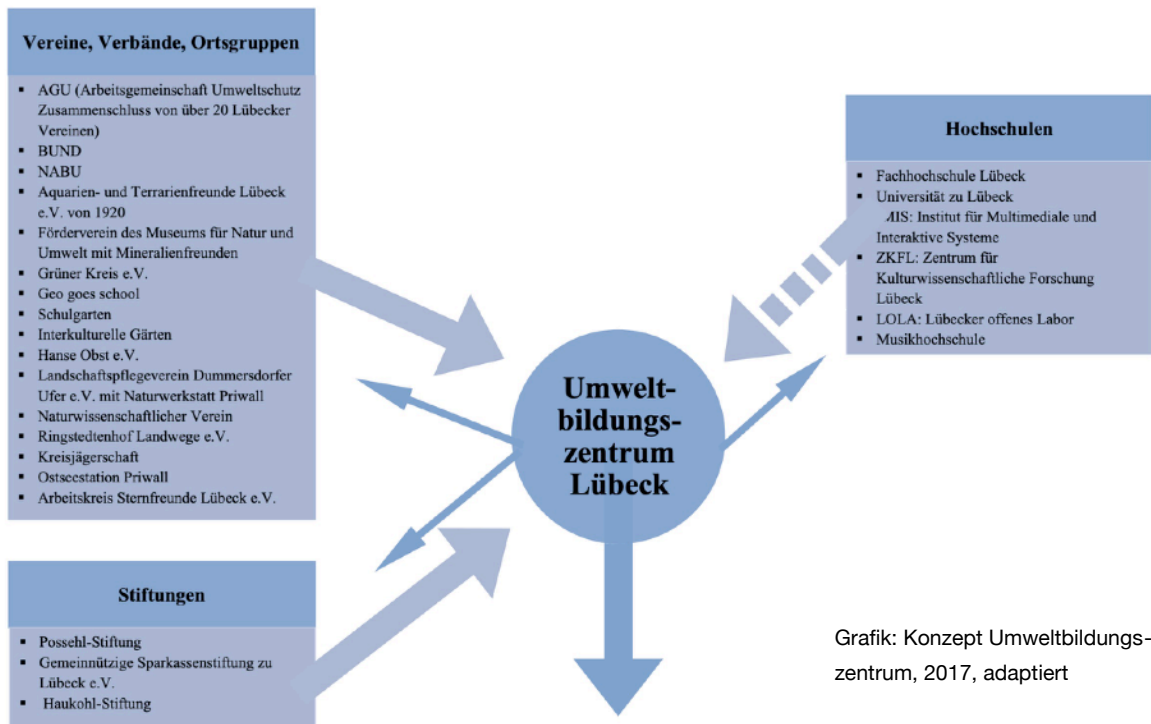 Vereine, Verbände, Ortsgruppen
▪ AGU (Arbeitsgemeinschaft Umweltschutz
Zusammenschluss von über 20 Lübecker
Vereinen)
▪ BUND
▪ NABU
▪ Aquarien- und Terrarienfreunde Lübeck
e.V. von 1920
▪ Förderverein des Museums für Natur und
Umwelt mit Mineralienfreunden
▪ Grüner Kreis e.V.
▪ Geo goes school
▪ Schulgarten
▪ Interkulturelle Gärten
▪ Hanse Obst e.V.
▪ Landschaftspflegeverein Dummersdorfer
Ufer e.V. mit Naturwerkstatt Priwall
▪ Naturwissenschaftlicher Verein
▪ Ringstedtenhof Landwege e.V.
▪ Kreisjägerschaft
▪ Ostseestation Priwall
▪ Arbeitskreis Sternfreunde Lübeck e.V.
Stiftungen
▪ Possehl-Stiftung
▪ Gemeinnützige Sparkassenstiftung zu
Lübeck e.V.
▪ Haukohl-Stiftung
Umwelt-
bildungs-
zentrum
Lübeck
Hochschulen
▪ Fachhochschule Lübeck
▪ Universität zu Lübeck
Institut für Multimediale und
Interaktive Systeme
▪ ZKFL: Zentrum für
Kulturwissenschaftliche Forschung
Lübeck
▪ LOLA: Lübecker offenes Labor
▪ Musikhochschule
Grafik: Konzept Umweltbildungs-
zentrum, 2017, adaptiert